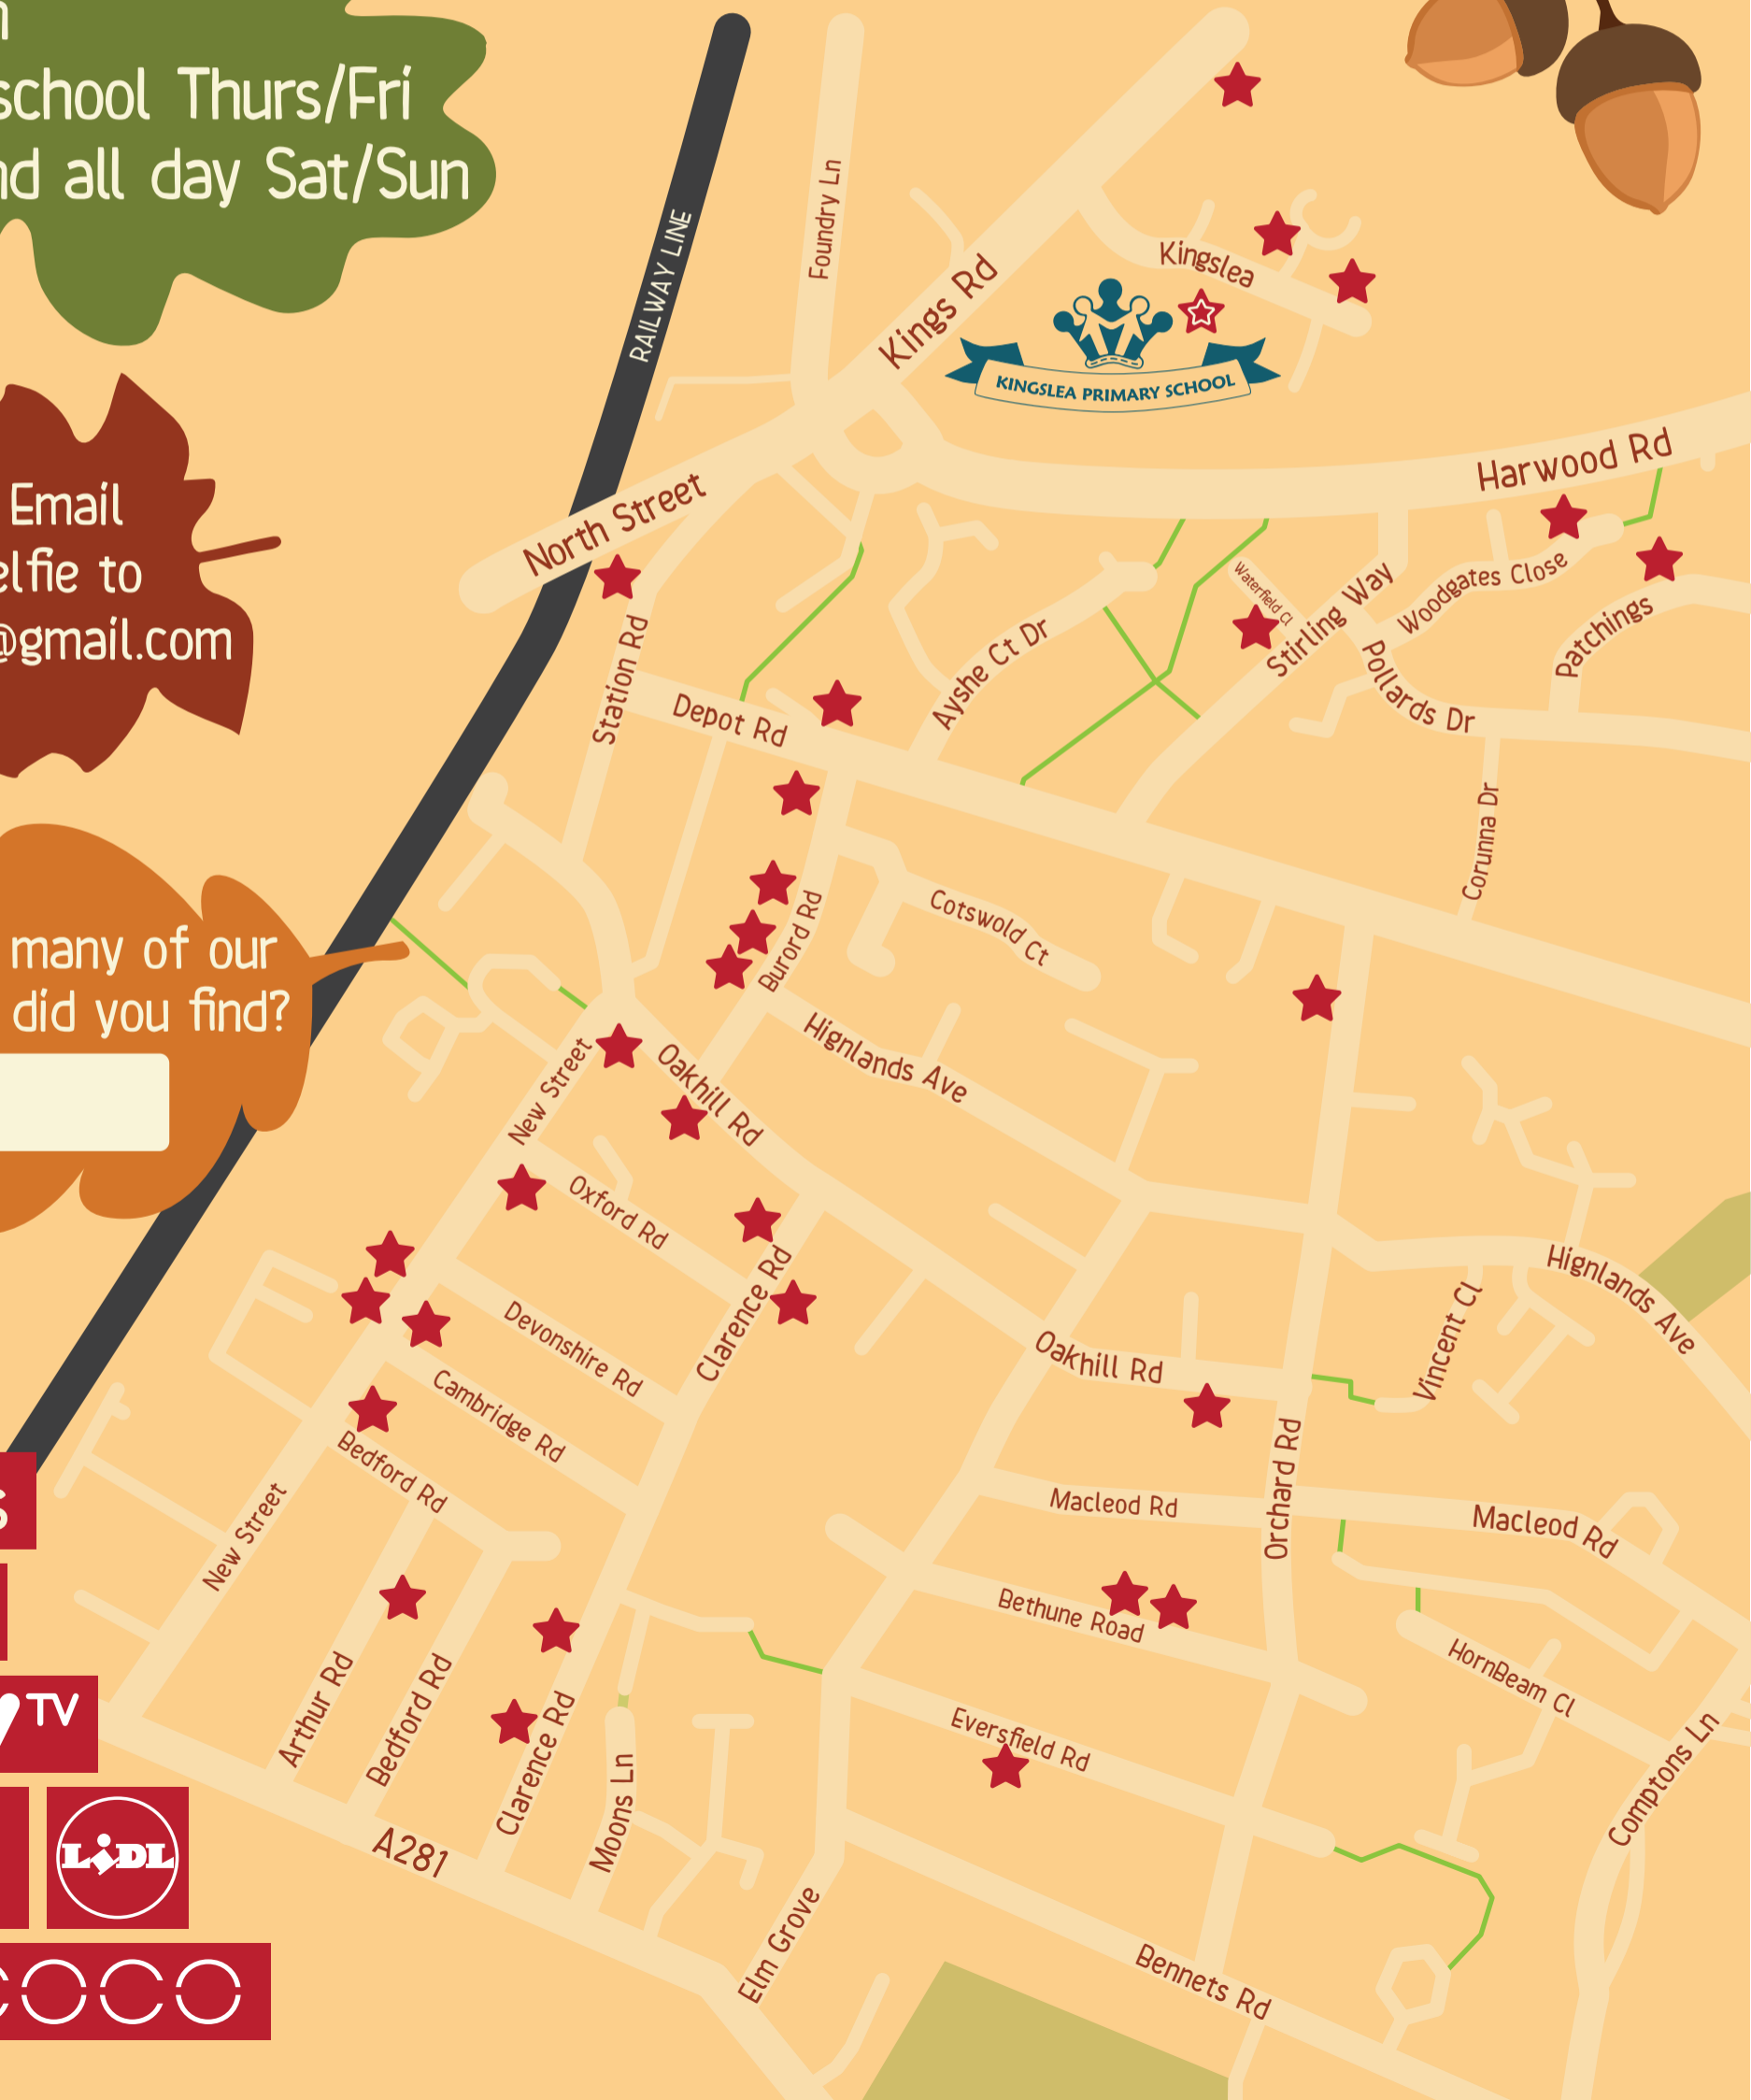 school Thurs/Fri
all day Sat/Sun
Email
to
@gmail.com
many of our
did you find?
TV
LIDL
RAILWAY LINE
Foundry Ln
Kings Rd
Kingslea
KINGSLEA PRIMARY SCHOOL
Harwood Rd
North Street
Station Rd
Depot Rd
Ayshe Ct Dr
Waterfield Cl
Stirling Way
Woodgates Close
Patchings
Pollards Dr
Corunna Dr
Burord Rd
Cotswold Ct
Hignlands Ave
New Street
Oakhill Rd
Oxford Rd
Clarence Rd
Devonshire Rd
Cambridge Rd
Bedford Rd
New Street
Oakhill Rd
Hignlands Ave
Vincent Cl
Orchard Rd
Macleod Rd
Macleod Rd
Bethune Road
HornBeam Cl
Arthur Rd
Bedford Rd
Clarence Rd
Moons Ln
Eversfield Rd
Comptons Ln
A281
Elm Grove
Bennets Rd